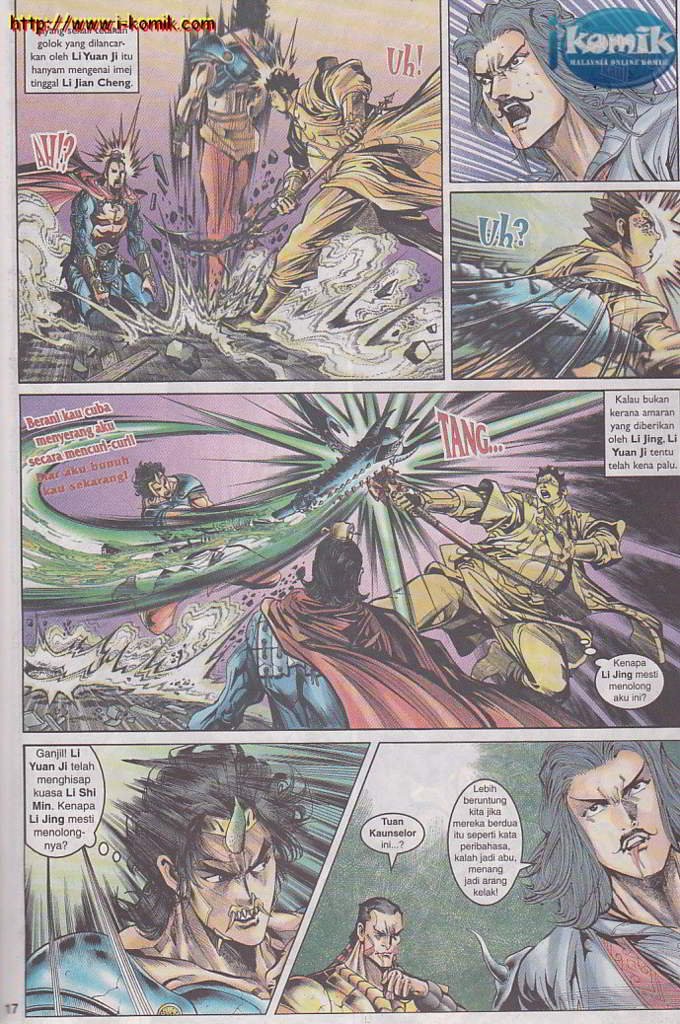 http://www.i-komik.com
ikomik
MALAYSIA ONLINE KOMIK
golok yang dilancar-
kan oleh Li Yuan Ji itu
hanyam mengenai imej
tinggal Li Jian Cheng.
Uh!
AH!?
Uh?
Berani kau cuba
menyerang aku
secara mencuri-curi!
Biar aku bunuh
kau sekarang!
TANG...
Kalau bukan
kerana amaran
yang diberikan
oleh Li Jing, Li
Yuan Ji tentu
telah kena palu.
Kenapa
Li Jing mesti
menolong
aku ini?
Ganjil! Li
Yuan Ji telah
menghisap
kuasa Li Shi
Min. Kenapa
Li Jing mesti
menolong-
nya?
Tuan
Kaunselor
ini...?
Lebih
beruntung
kita jika
mereka berdua
itu seperti kata
peribahasa,
kalah jadi abu,
menang
jadi arang
kelak!
17